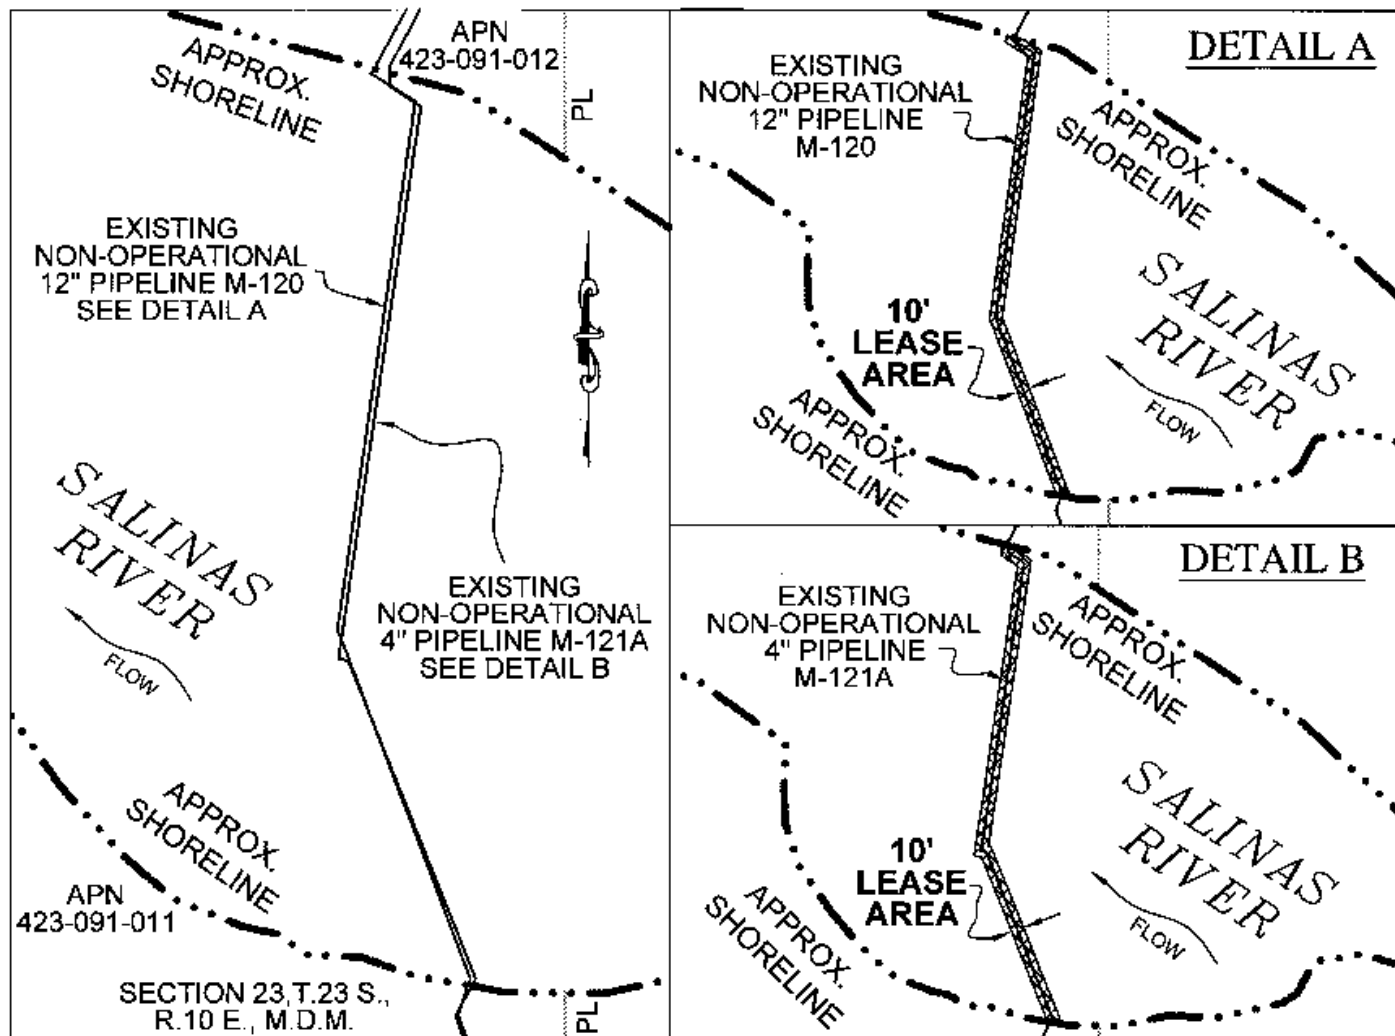 APN
423-091-012
APPROX.
SHORELINE
PL
EXISTING
NON-OPERATIONAL
12" PIPELINE M-120
SEE DETAIL A
SALINAS
RIVER
FLOW
EXISTING
NON-OPERATIONAL
4" PIPELINE M-121A
SEE DETAIL B
APPROX.
SHORELINE
APN
423-091-011
SECTION 23, T.23 S.,
R.10 E., M.D.M.
PL
DETAIL A
EXISTING
NON-OPERATIONAL
12" PIPELINE
M-120
APPROX.
SHORELINE
10'
LEASE
AREA
SALINAS
RIVER
FLOW
APPROX.
SHORELINE
DETAIL B
EXISTING
NON-OPERATIONAL
4" PIPELINE
M-121A
APPROX.
SHORELINE
10'
LEASE
AREA
SALINAS
RIVER
FLOW
APPROX.
SHORELINE